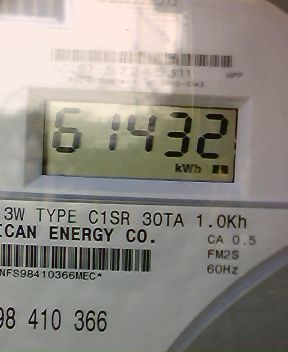 HPP
61432
kWh
3W TYPE C1SR 30TA 1.0Kh
ICAN ENERGY CO.
CA 0.5
FM2S
NFS98410366MEC*
60Hz
98 410 366